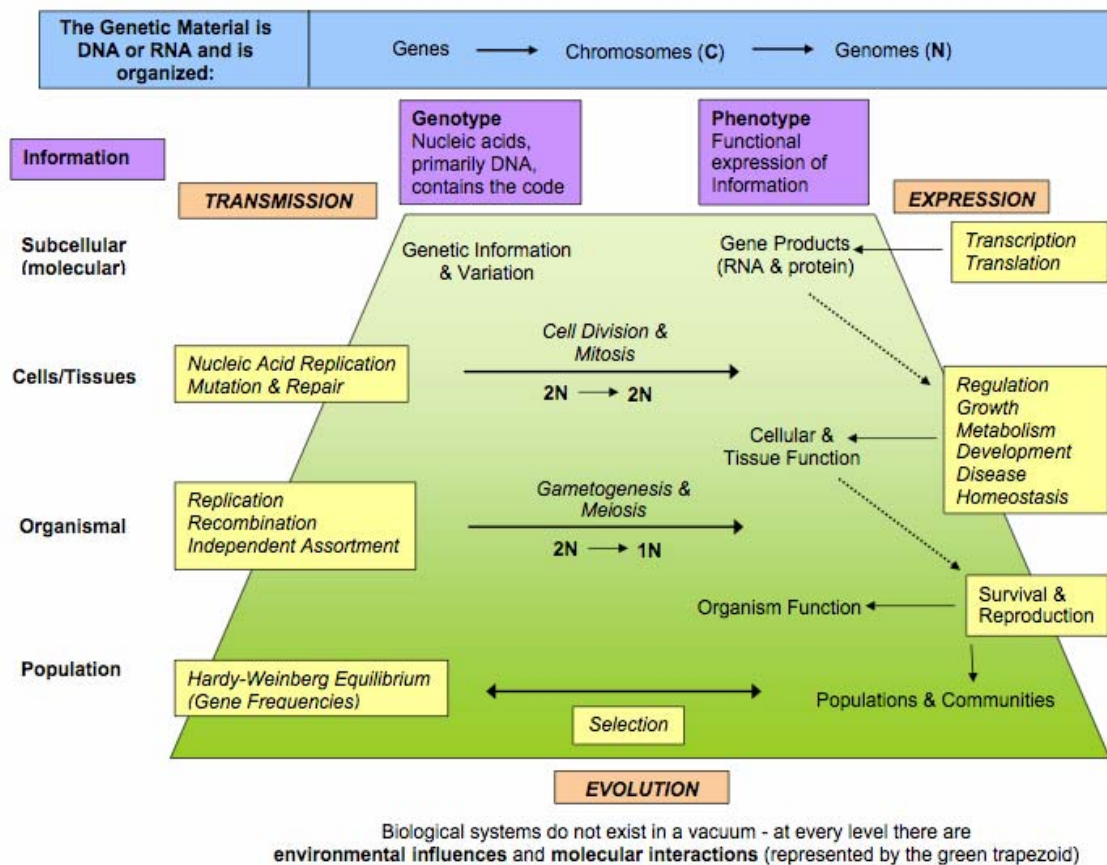 The Genetic Material is
DNA or RNA and is
organized:
Genes
Chromosomes (C)
Genomes (N)
Information
Genotype
Nucleic acids,
primarily DNA,
contains the code
Phenotype
Functional
expression of
Information
TRANSMISSION
EXPRESSION
Subcellular
(molecular)
Genetic Information
& Variation
Gene Products
(RNA & protein)
Transcription
Translation
Cells/Tissues
Nucleic Acid Replication
Mutation & Repair
Cell Division &
Mitosis
2N
2N
Regulation
Growth
Metabolism
Development
Disease
Homeostasis
Cellular &
Tissue Function
Organismal
Replication
Recombination
Independent Assortment
Gametogenesis &
Meiosis
2N
1N
Organism Function
Survival &
Reproduction
Population
Hardy-Weinberg Equilibrium
(Gene Frequencies)
Selection
Populations & Communities
EVOLUTION
Biological systems do not exist in a vacuum - at every level there are
environmental influences and molecular interactions (represented by the green trapezoid)